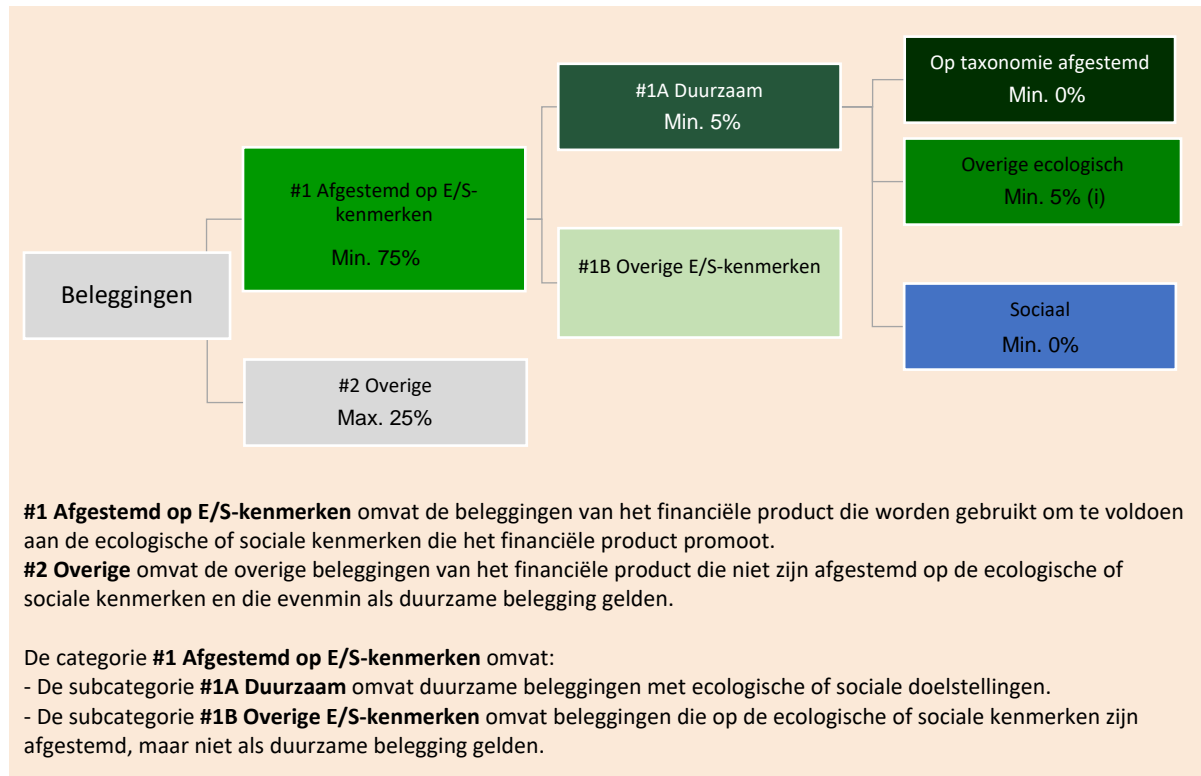 Op taxonomie afgestemd
Min. 0%
#1A Duurzaam
Min. 5%
Overige ecologisch
Min. 5% (i)
#1 Afgestemd op E/S-
kenmerken
Min. 75%
#1B Overige E/S-kenmerken
Beleggingen
Sociaal
Min. 0%
#2 Overige
Max. 25%
#1 Afgestemd op E/S-kenmerken omvat de beleggingen van het financiële product die worden gebruikt om te voldoen
aan de ecologische of sociale kenmerken die het financiële product promoot.
#2 Overige omvat de overige beleggingen van het financiële product die niet zijn afgestemd op de ecologische of
sociale kenmerken en die evenmin als duurzame belegging gelden.
De categorie #1 Afgestemd op E/S-kenmerken omvat:
- De subcategorie #1A Duurzaam omvat duurzame beleggingen met ecologische of sociale doelstellingen.
- De subcategorie #1B Overige E/S-kenmerken omvat beleggingen die op de ecologische of sociale kenmerken zijn
afgestemd, maar niet als duurzame belegging gelden.